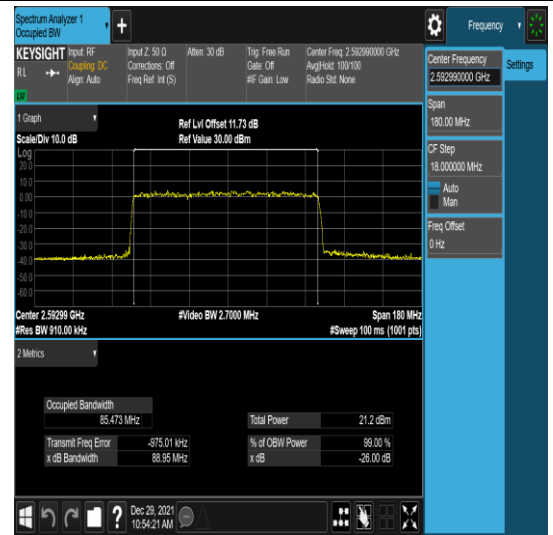 Spectrum Analyzer 1
Occupied BW
Frequency
KEYSIGHT
RL
Input: RF
Coupling: DC
Align: Auto
Input Z: 50 Ω
Corrections: Off
Freq Ref: Int (S)
Atten: 30 dB
Trig: Free Run
Gate: Off
#IF Gain: Low
Center Freq: 2.592990000 GHz
Avg|Hold: 100/100
Radio Std: None
Center Frequency
2.592990000 GHz
Settings
Span
180.00 MHz
CF Step
18.000000 MHz
Auto
Man
Freq Offset
0 Hz
1 Graph
Scale/Div 10.0 dB
Ref Lvl Offset 11.73 dB
Ref Value 30.00 dBm
Log
20.0
10.0
0.00
-10.0
-20.0
-30.0
-40.0
-50.0
-60.0
Center 2.59299 GHz
#Video BW 2.7000 MHz
Span 180 MHz
#Res BW 910.00 kHz
#Sweep 100 ms (1001 pts)
2 Metrics
Occupied Bandwidth
85.473 MHz
Total Power
21.2 dBm
Transmit Freq Error
-975.01 kHz
% of OBW Power
99.00 %
x dB Bandwidth
88.95 MHz
x dB
-26.00 dB
?
Dec 29, 2021
10:54:21 AM